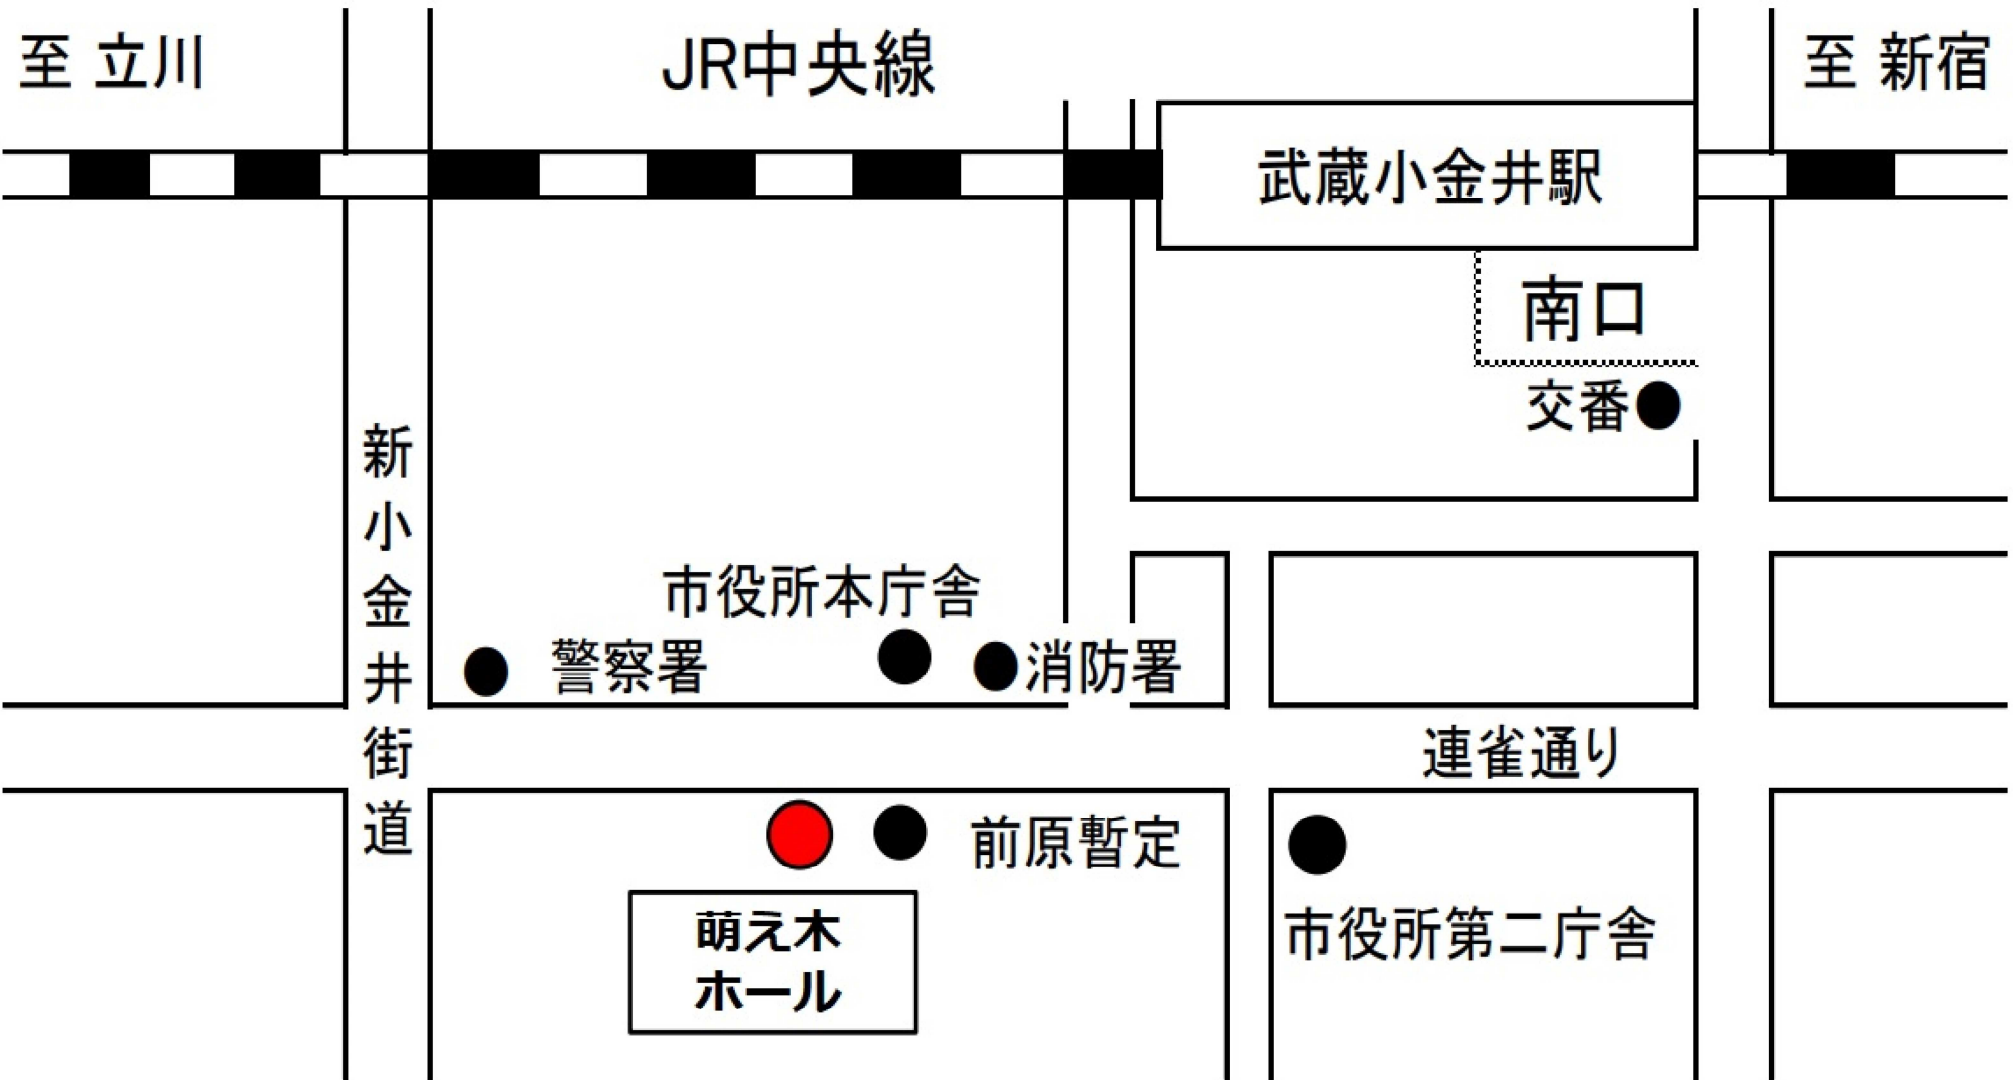 至 立川
JR中央線
至 新宿
武蔵小金井駅
南口
交番
新小金井街道
市役所本庁舎
警察署
消防署
連雀通り
前原暫定
市役所第二庁舎
萌え木
ホール